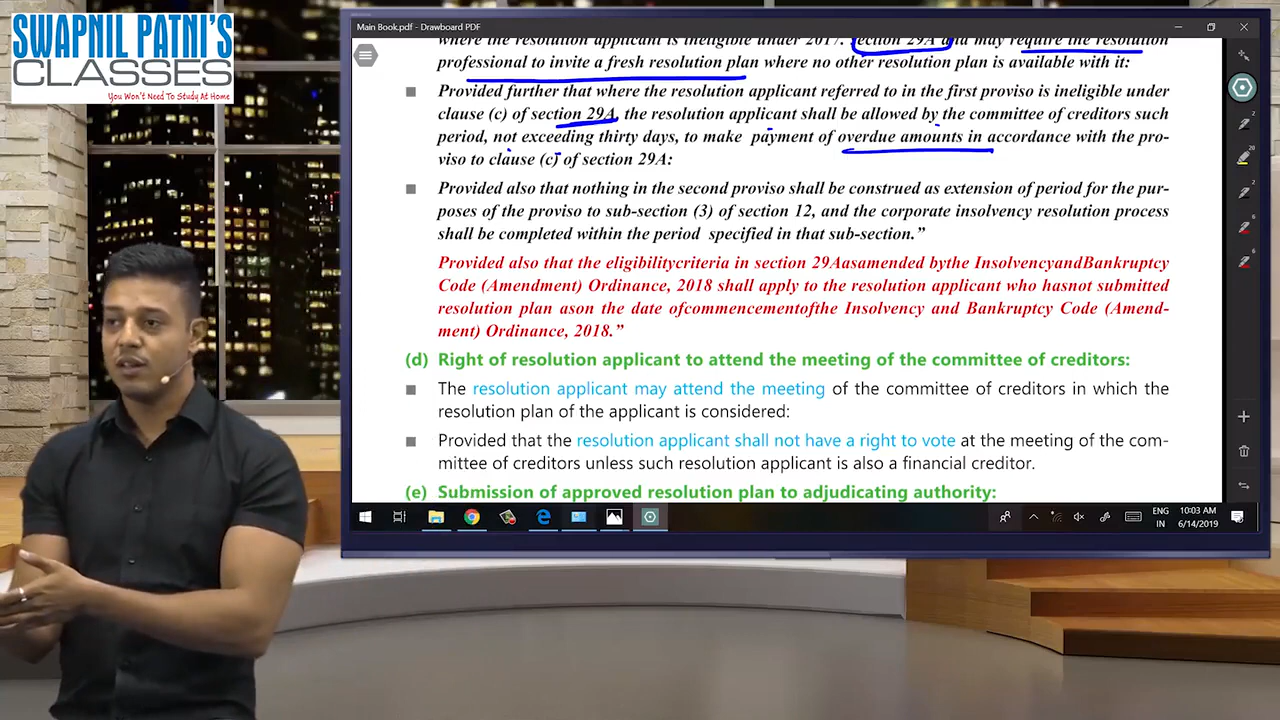 SWAPNIL PATNI'S
CLASSES
You Won't Need To Study At Home
Main Book.pdf - Drawboard PDF
where the resolution applicant is ineligible under 2017. Section 29A and may require the resolution
professional to invite a fresh resolution plan where no other resolution plan is available with it:
Provided further that where the resolution applicant referred to in the first proviso is ineligible under
clause (c) of section 29A, the resolution applicant shall be allowed by the committee of creditors such
period, not exceeding thirty days, to make payment of overdue amounts in accordance with the pro-
viso to clause (c) of section 29A:
Provided also that nothing in the second proviso shall be construed as extension of period for the pur-
poses of the proviso to sub-section (3) of section 12, and the corporate insolvency resolution process
shall be completed within the period specified in that sub-section.”
Provided also that the eligibilitycriteria in section 29Aasamended bythe InsolvencyandBankruptcy
Code (Amendment) Ordinance, 2018 shall apply to the resolution applicant who hasnot submitted
resolution plan ason the date ofcommencementofthe Insolvency and Bankruptcy Code (Amend-
ment) Ordinance, 2018.”
(d) Right of resolution applicant to attend the meeting of the committee of creditors:
The resolution applicant may attend the meeting of the committee of creditors in which the
resolution plan of the applicant is considered:
Provided that the resolution applicant shall not have a right to vote at the meeting of the com-
mittee of creditors unless such resolution applicant is also a financial creditor.
(e) Submission of approved resolution plan to adjudicating authority:
ENG
IN
10:03 AM
6/14/2019